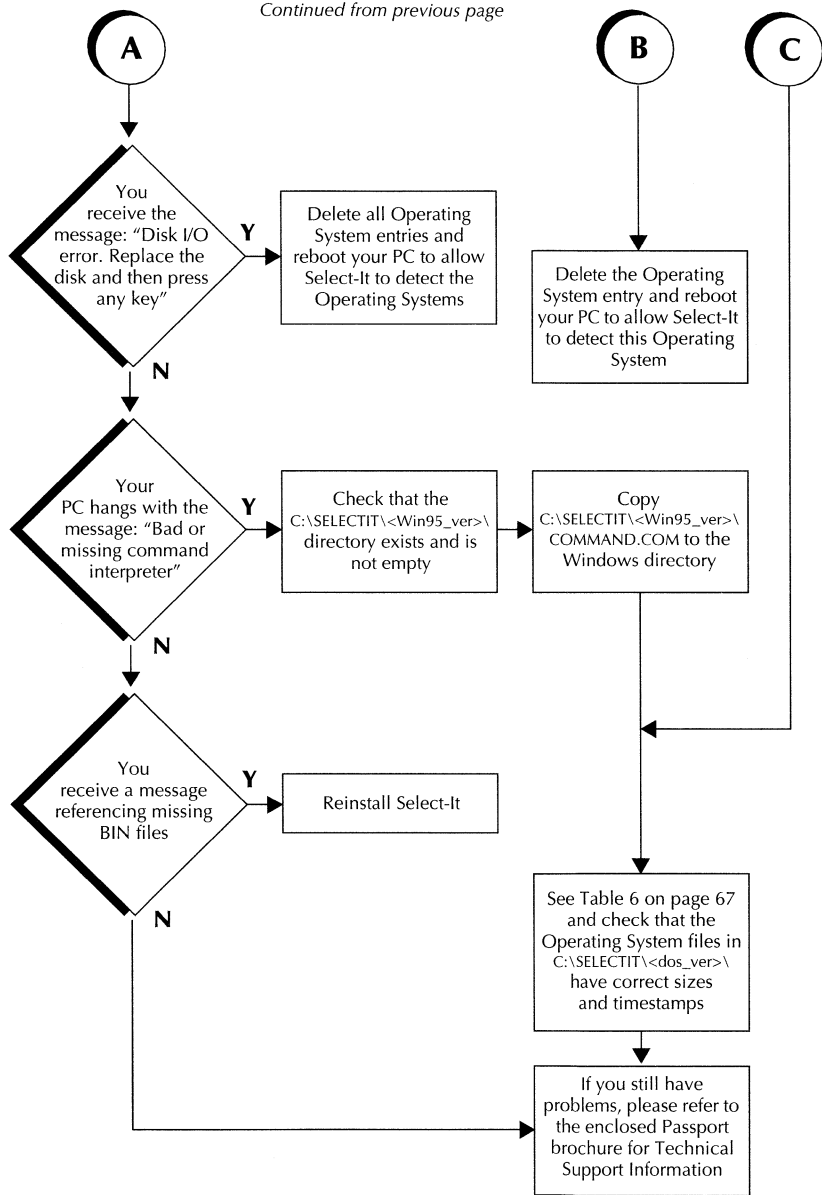 Continued from previous page
A
B
C
You
receive the
message: “Disk I/O
error. Replace the
disk and then press
any key”
Y
Delete all Operating
System entries and
reboot your PC to allow
Select-It to detect the
Operating Systems
Delete the Operating
System entry and reboot
your PC to allow Select-It
to detect this Operating
System
N
Your
PC hangs with the
message: “Bad or
missing command
interpreter”
Y
Check that the
C:\SELECTIT\<Win95_ver>\
directory exists and is
not empty
Copy
C:\SELECTIT\<Win95_ver>\
COMMAND.COM to the
Windows directory
N
You
receive a message
referencing missing
BIN files
Y
Reinstall Select-It
N
See Table 6 on page 67
and check that the
Operating System files in
C:\SELECTIT\<dos_ver>\
have correct sizes
and timestamps
If you still have
problems, please refer to
the enclosed Passport
brochure for Technical
Support Information